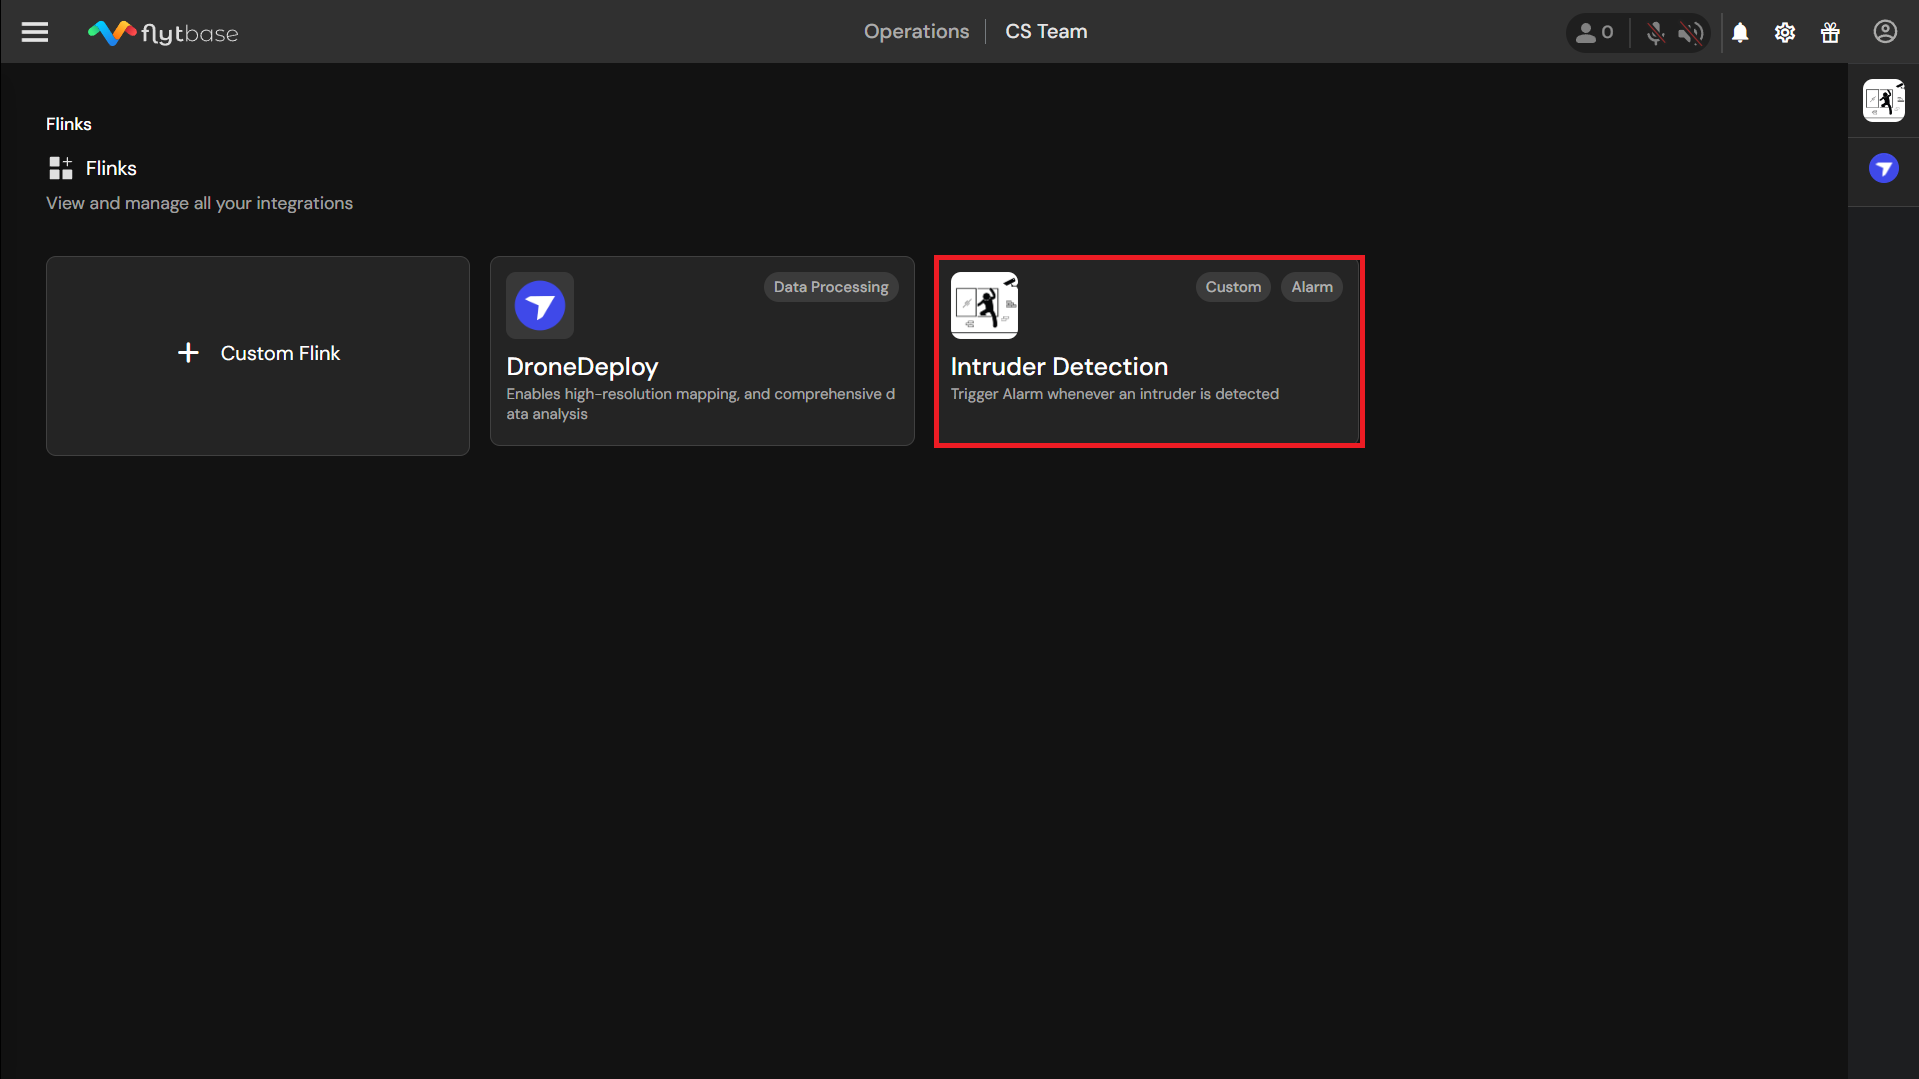 flytbase
Operations
CS Team
0
Flinks
Flinks
View and manage all your integrations
Custom Flink
Data Processing
DroneDeploy
Enables high-resolution mapping, and comprehensive d
ata analysis
Custom
Alarm
Intruder Detection
Trigger Alarm whenever an intruder is detected